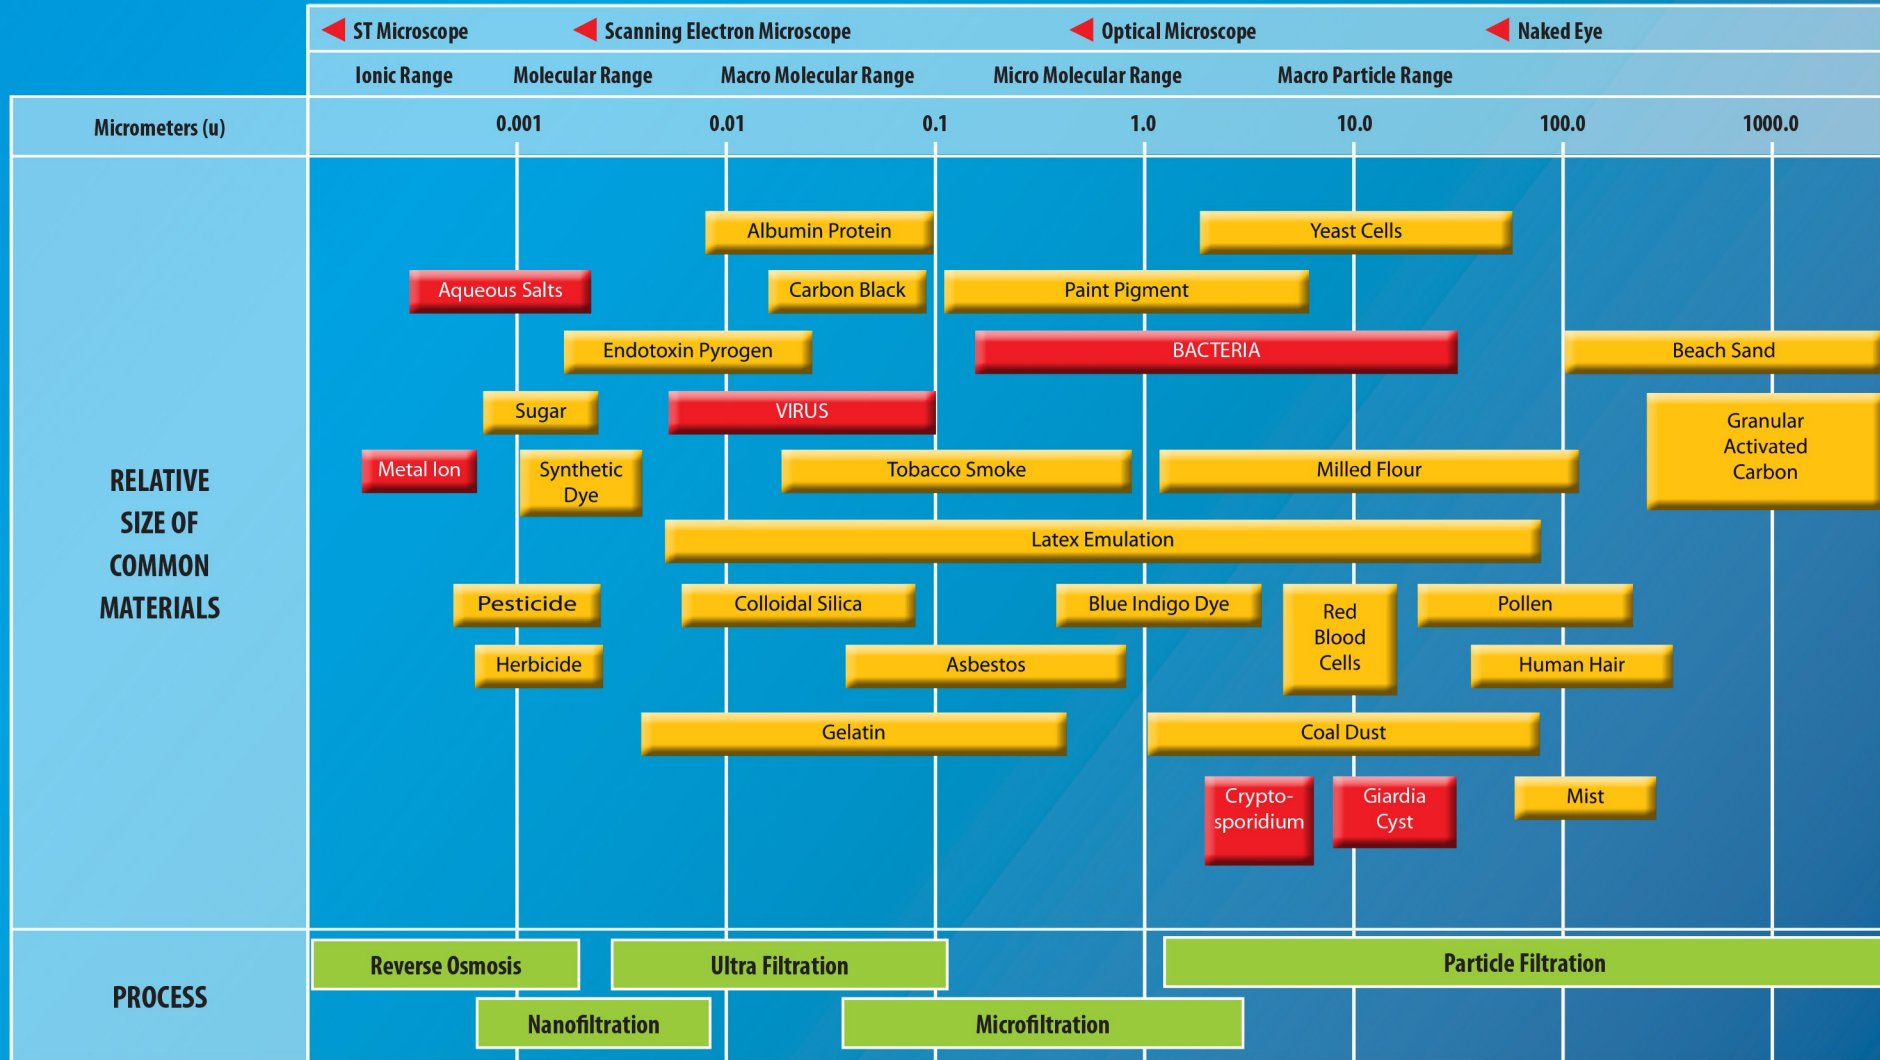 ST Microscope
Scanning Electron Microscope
Optical Microscope
Naked Eye
Ionic Range
Molecular Range
Macro Molecular Range
Micro Molecular Range
Macro Particle Range
Micrometers (u)
0.001
0.01
0.1
1.0
10.0
100.0
1000.0
RELATIVE
SIZE OF
COMMON
MATERIALS
Albumin Protein
Yeast Cells
Aqueous Salts
Carbon Black
Paint Pigment
Endotoxin Pyrogen
BACTERIA
Beach Sand
Sugar
VIRUS
Granular
Activated
Carbon
Metal Ion
Synthetic
Dye
Tobacco Smoke
Milled Flour
Latex Emulation
Pesticide
Colloidal Silica
Blue Indigo Dye
Red
Blood
Cells
Pollen
Herbicide
Asbestos
Human Hair
Gelatin
Coal Dust
Crypto-
sporidium
Giardia
Cyst
Mist
PROCESS
Reverse Osmosis
Ultra Filtration
Particle Filtration
Nanofiltration
Microfiltration